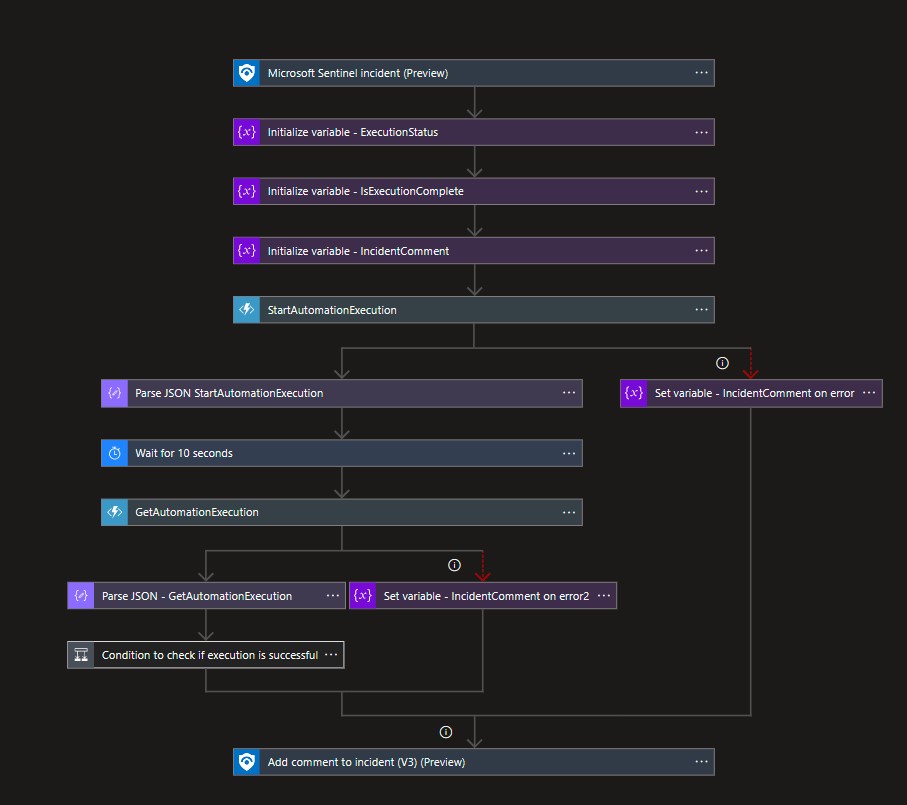 Microsoft Sentinel incident (Preview)
{x} Initialize variable - ExecutionStatus
{x} Initialize variable - IsExecutionComplete
{x} Initialize variable - IncidentComment
StartAutomationExecution
Parse JSON StartAutomationExecution
{x} Set variable - IncidentComment on error
Wait for 10 seconds
GetAutomationExecution
Parse JSON - GetAutomationExecution
{x} Set variable - IncidentComment on error2
Condition to check if execution is successful
Add comment to incident (V3) (Preview)